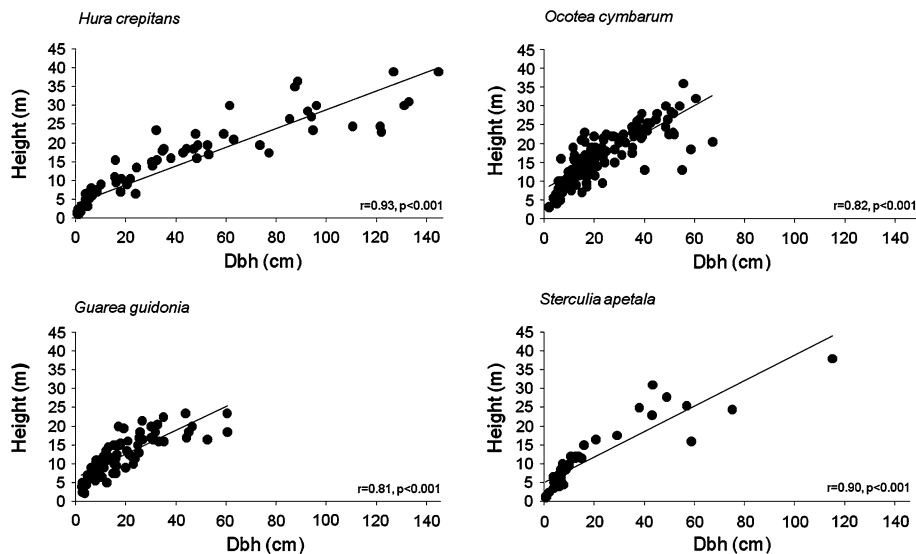 Hura crepitans
45
40
35
30
25
20
15
10
5
0
Height (m)
r=0.93, p<0.001
0 20 40 60 80 100 120 140
Dbh (cm)
Ocotea cymbarum
45
40
35
30
25
20
15
10
5
0
Height (m)
r=0.82, p<0.001
0 20 40 60 80 100 120 140
Dbh (cm)
Guarea guidonia
45
40
35
30
25
20
15
10
5
0
Height (m)
r=0.81, p<0.001
0 20 40 60 80 100 120 140
Dbh (cm)
Sterculia apetala
45
40
35
30
25
20
15
10
5
0
Height (m)
r=0.90, p<0.001
0 20 40 60 80 100 120 140
Dbh (cm)